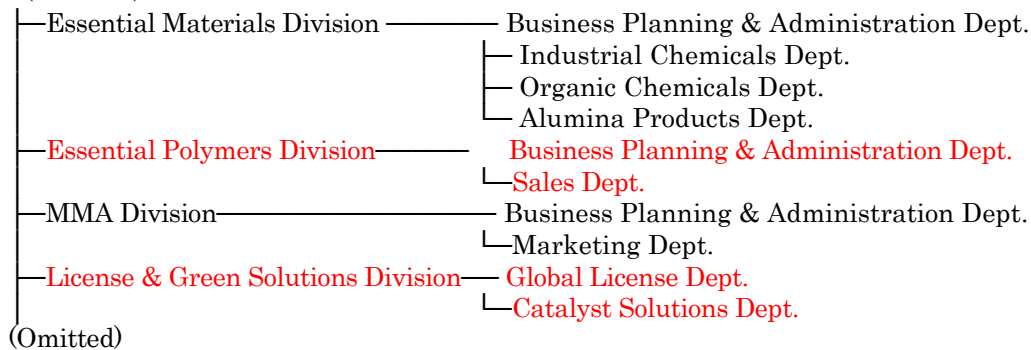 Essential Materials Division Business Planning & Administration Dept.
Industrial Chemicals Dept.
Organic Chemicals Dept.
Alumina Products Dept.
Essential Polymers Division Business Planning & Administration Dept.
Sales Dept.
MMA Division Business Planning & Administration Dept.
Marketing Dept.
License & Green Solutions Division Global License Dept.
Catalyst Solutions Dept.
(Omitted)